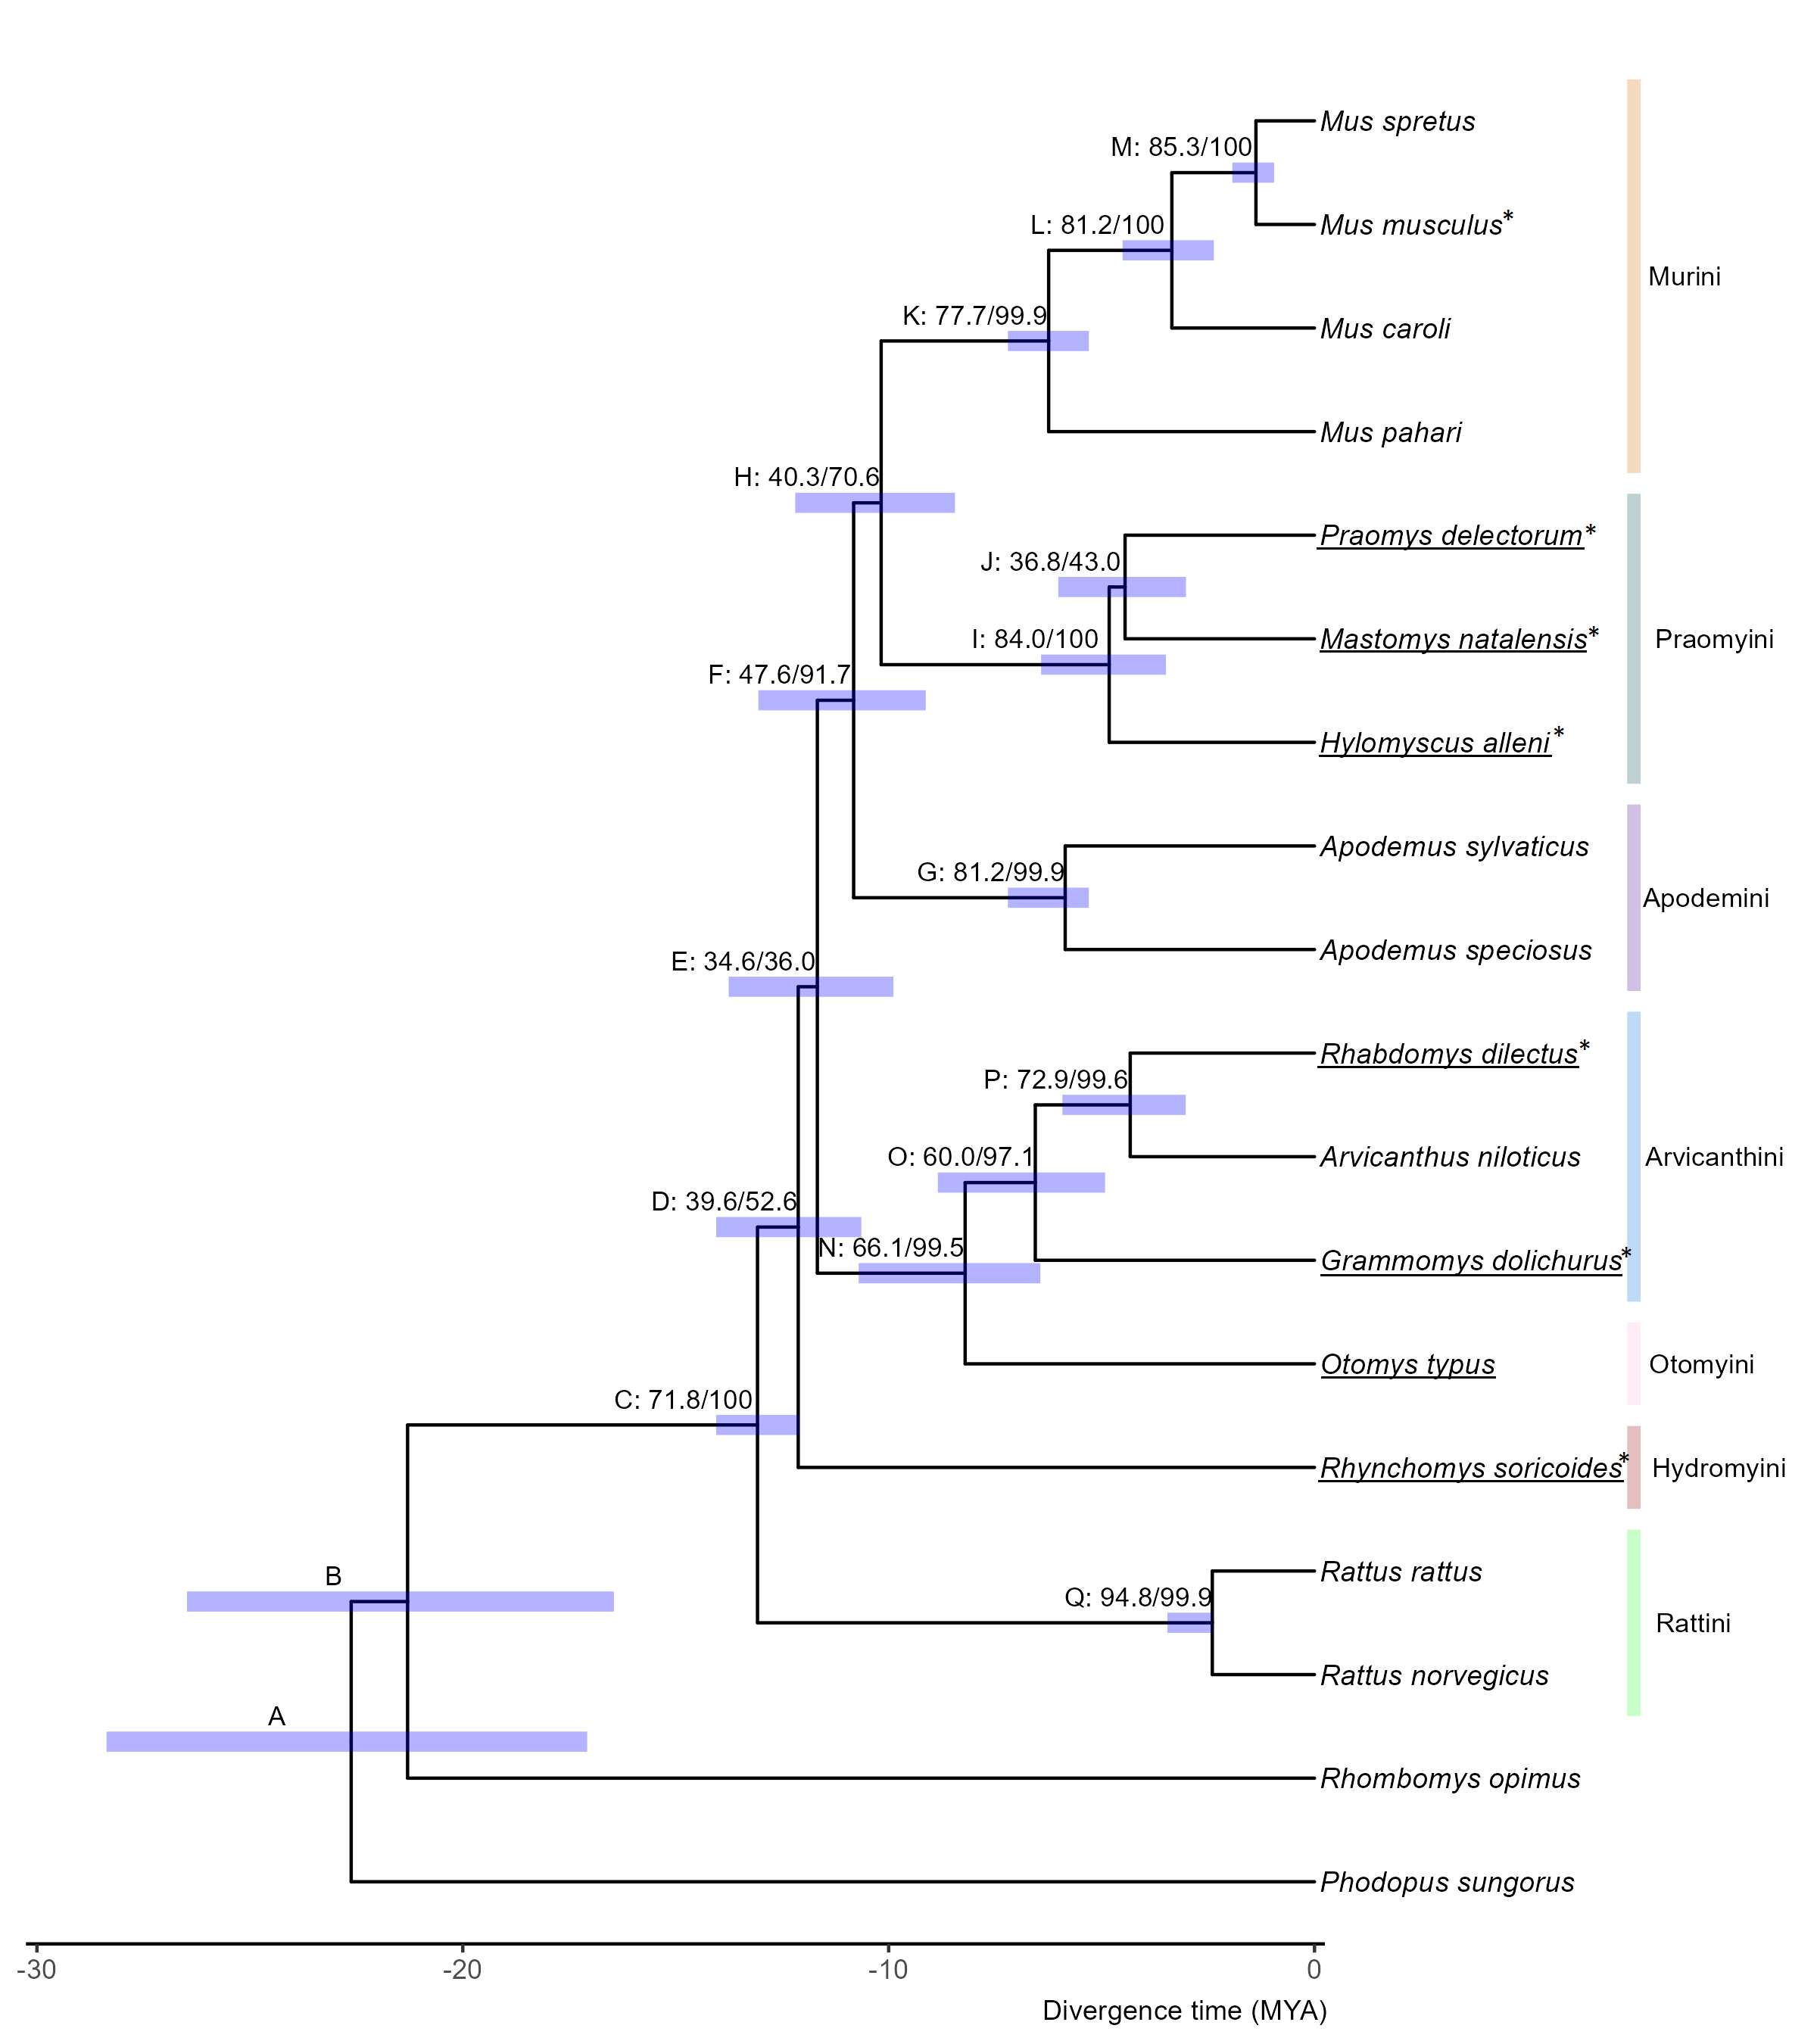 Mus spretus
M: 85.3/100
Mus musculus*
L: 81.2/100
Murini
K: 77.7/99.9
Mus caroli
Mus pahari
H: 40.3/70.6
Praomys delectorum*
J: 36.8/43.0
I: 84.0/100
Mastomys natalensis*
Praomyini
F: 47.6/91.7
Hylomyscus alleni*
Apodemus sylvaticus
G: 81.2/99.9
Apodemini
Apodemus speciosus
E: 34.6/36.0
Rhabdomys dilectus*
P: 72.9/99.6
O: 60.0/97.1
Arvicanthus niloticus
Arvicanthini
D: 39.6/52.6
N: 66.1/99.5
Grammomys dolichurus*
Otomys typus
Otomyini
C: 71.8/100
Rhynchomys soricoides*
Hydromyini
B
Rattus rattus
Q: 94.8/99.9
Rattini
Rattus norvegicus
A
Rhombomys opimus
Phodopus sungorus
-30 -20 -10 0
Divergence time (MYA)